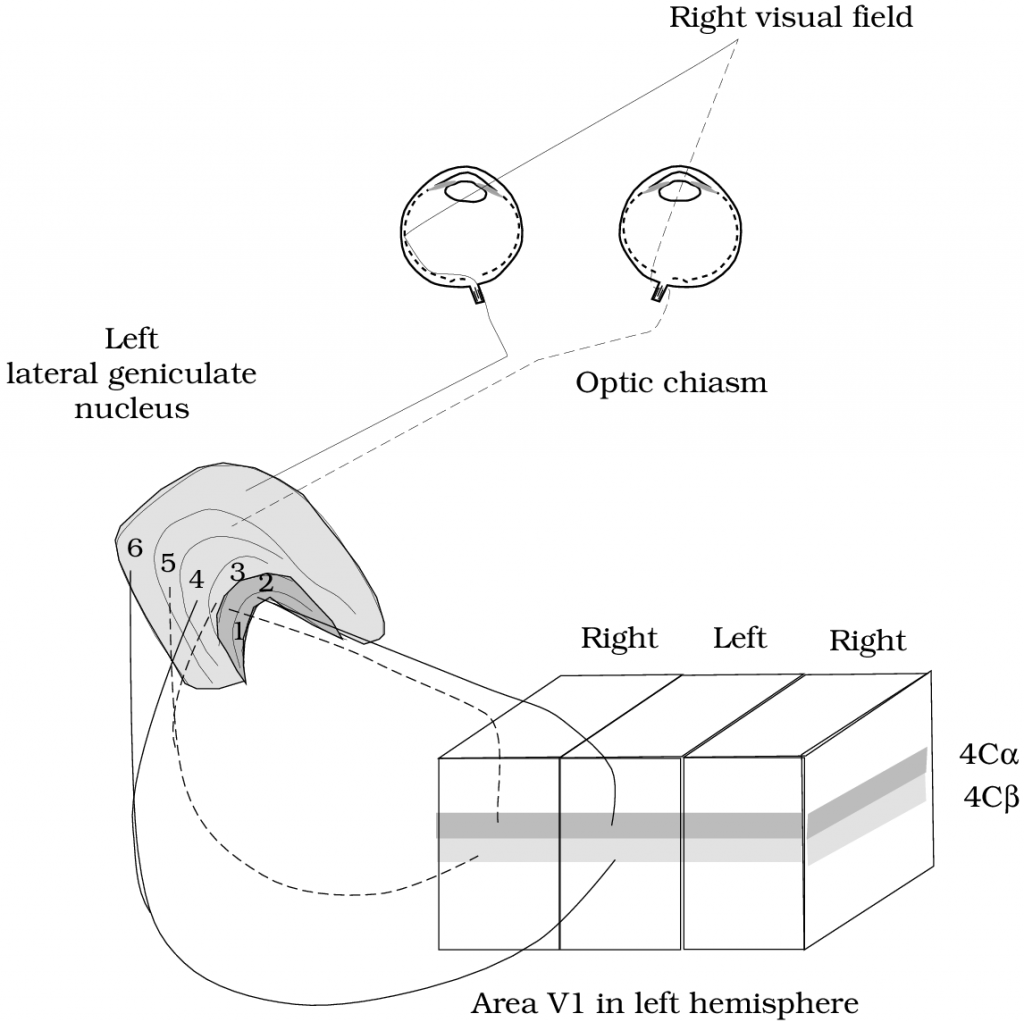 Right visual field
Left
lateral geniculate
nucleus
Optic chiasm
6
5
4
3
2
1
Right
Left
Right
4Cα
4Cβ
Area V1 in left hemisphere